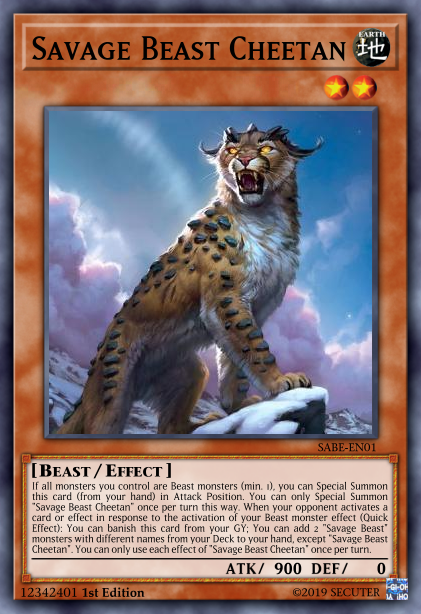 SAVAGE BEAST CHEETAN
EARTH
地
SABE-EN01
[BEAST / EFFECT]
If all monsters you control are Beast monsters (min. 1), you can Special Summon
this card (from your hand) in Attack Position. You can only Special Summon
"Savage Beast Cheetan" once per turn this way. When your opponent activates a
card or effect in response to the activation of your Beast monster effect (Quick
Effect): You can banish this card from your GY; You can add 2 "Savage Beast"
monsters with different names from your Deck to your hand, except "Savage Beast
Cheetan". You can only use each effect of "Savage Beast Cheetan" once per turn.
ATK/ 900 DEF/ 0
12342401 1st Edition
©2019 SECUTER